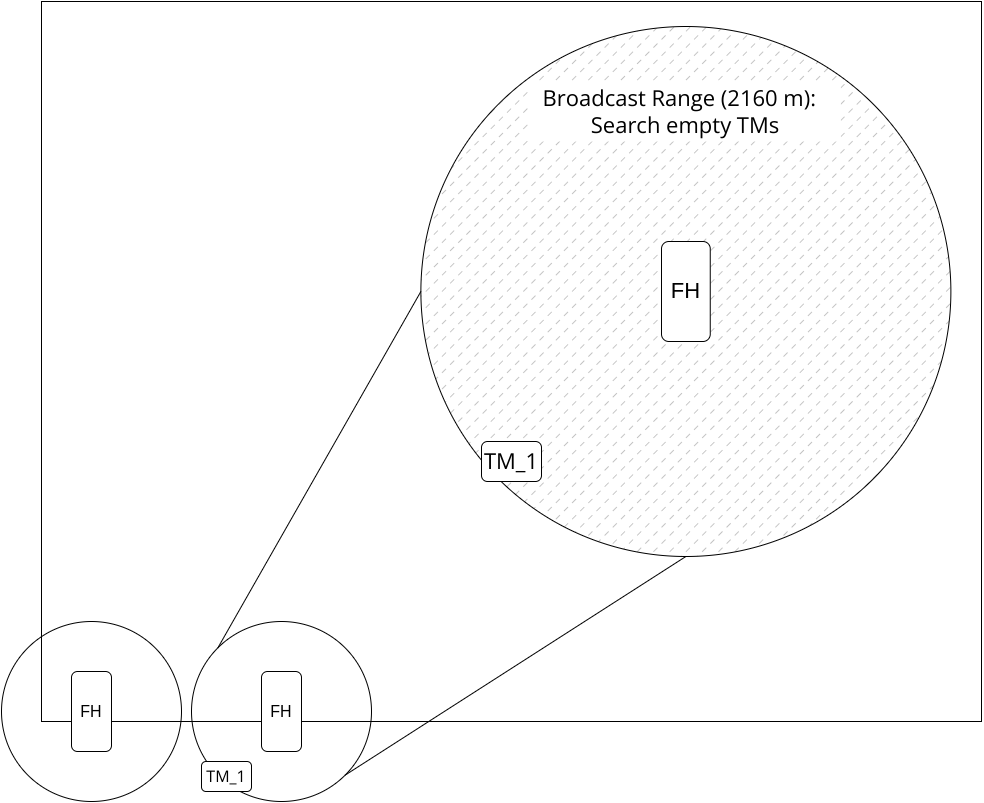 Broadcast Range (2160 m):
Search empty TMs
FH
TM_1
FH
FH
TM_1